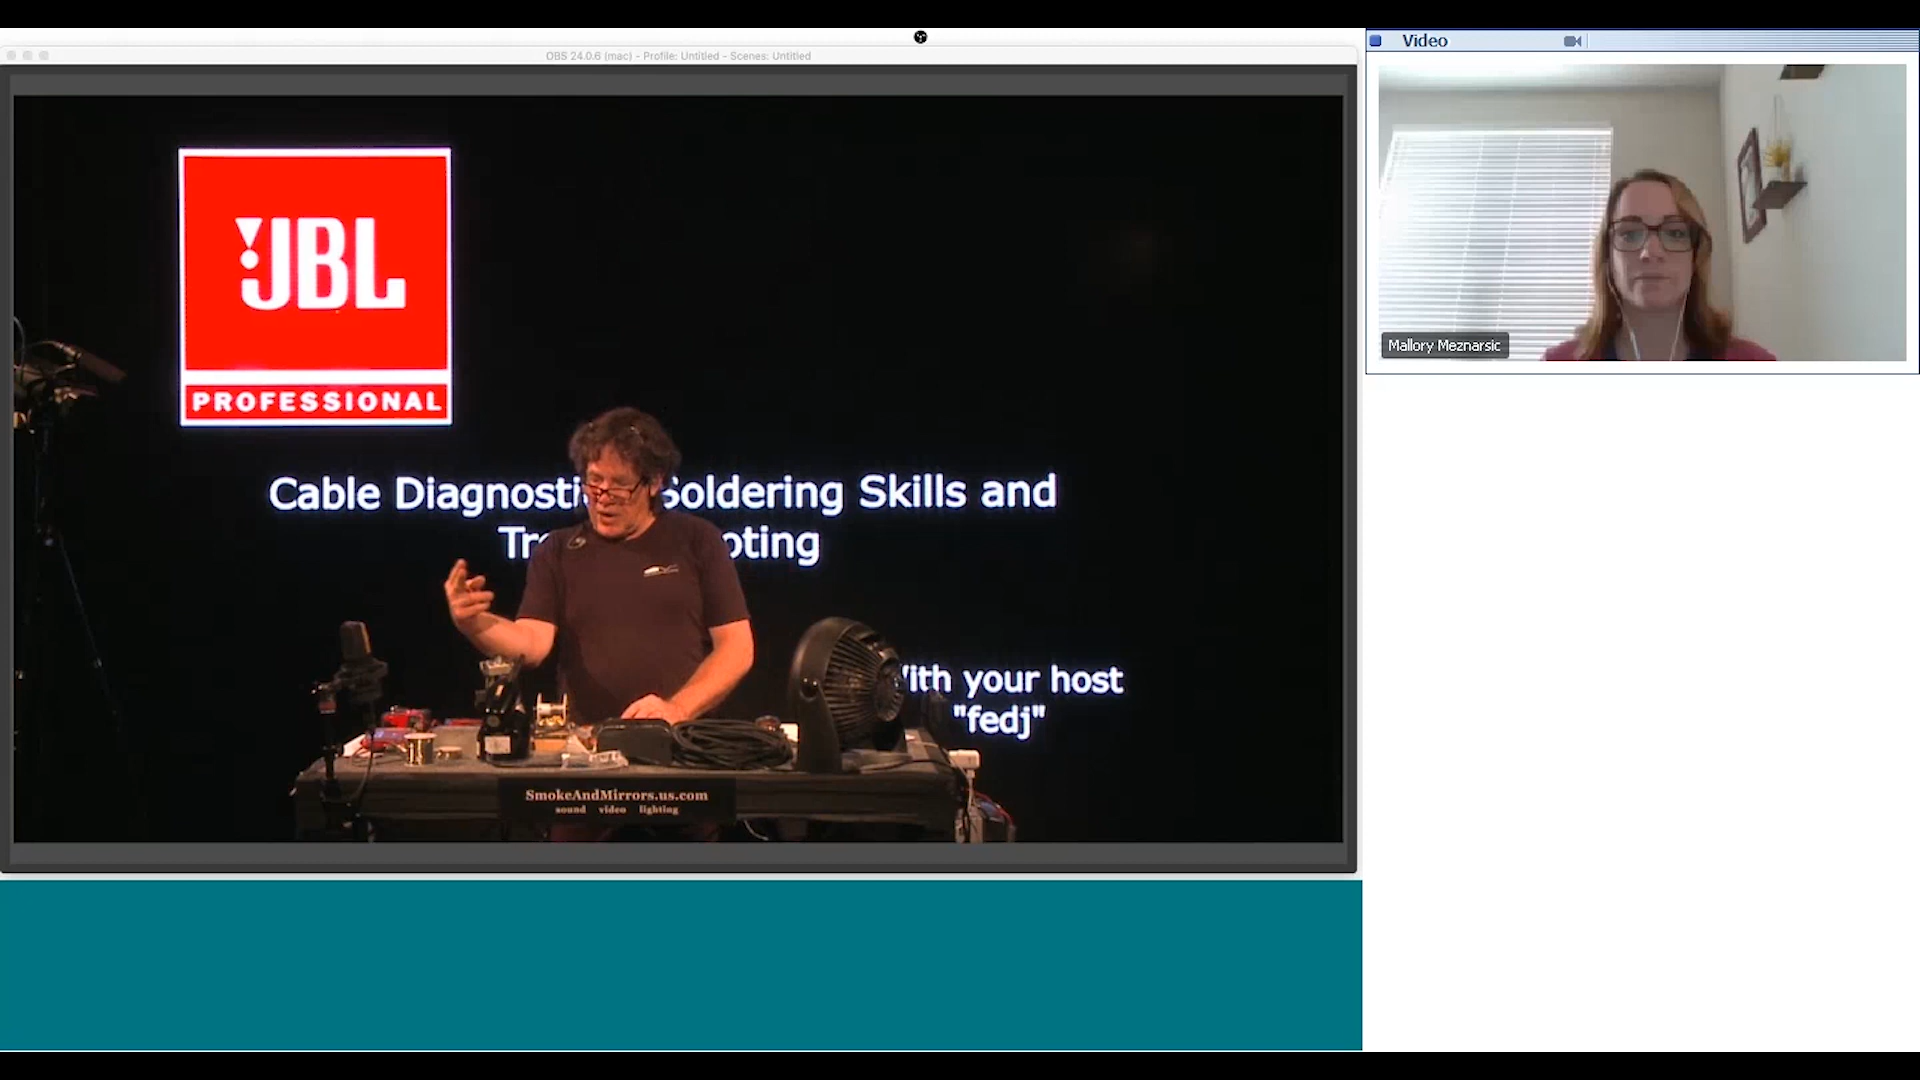 OBS 24.0.6 (mac) - Profile: Untitled - Scenes: Untitled
Video
JBL
PROFESSIONAL
Mallory Meznarsic
Cable Diagnosti Soldering Skills and
Tr oting
ith your host
"fedj"
SmokeAndMirrors.us.com
sound video lighting